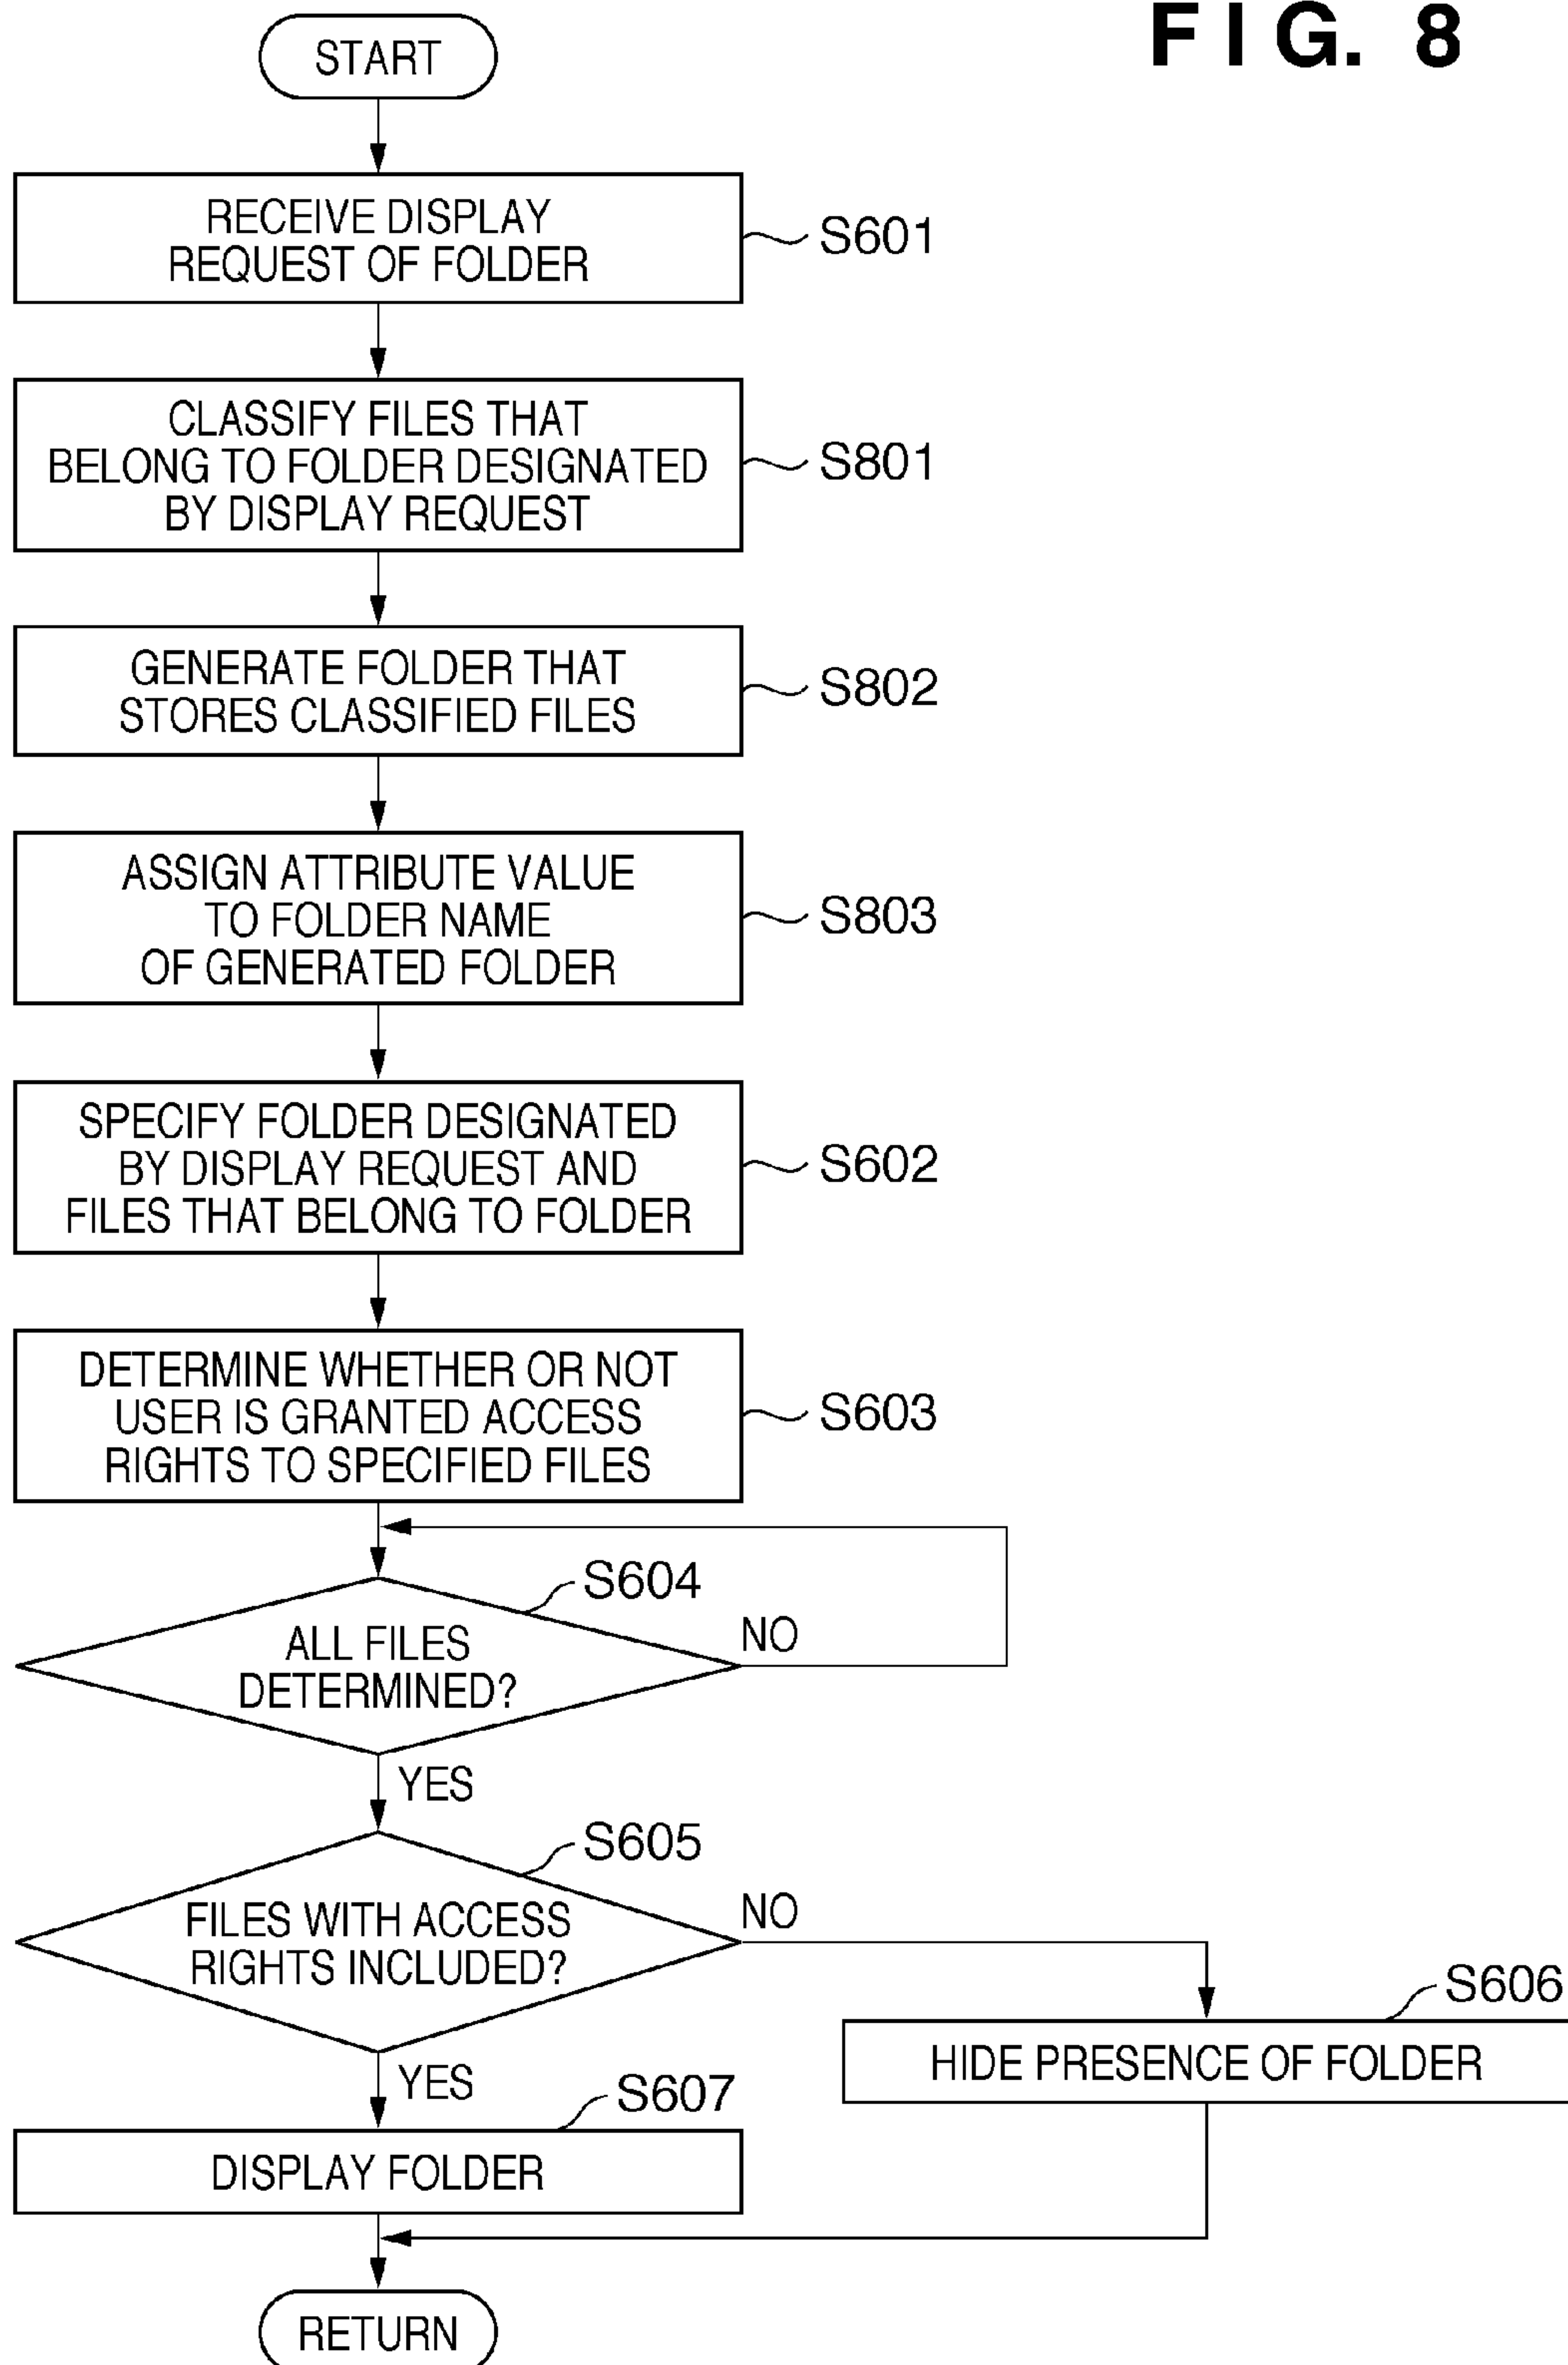 FIG. 8
START
RECEIVE DISPLAY
REQUEST OF FOLDER
S601
CLASSIFY FILES THAT
BELONG TO FOLDER DESIGNATED
BY DISPLAY REQUEST
S801
GENERATE FOLDER THAT
STORES CLASSIFIED FILES
S802
ASSIGN ATTRIBUTE VALUE
TO FOLDER NAME
OF GENERATED FOLDER
S803
SPECIFY FOLDER DESIGNATED
BY DISPLAY REQUEST AND
FILES THAT BELONG TO FOLDER
S602
DETERMINE WHETHER OR NOT
USER IS GRANTED ACCESS
RIGHTS TO SPECIFIED FILES
S603
S604
ALL FILES
DETERMINED?
NO
YES
S605
FILES WITH ACCESS
RIGHTS INCLUDED?
NO
S606
HIDE PRESENCE OF FOLDER
YES
S607
DISPLAY FOLDER
RETURN